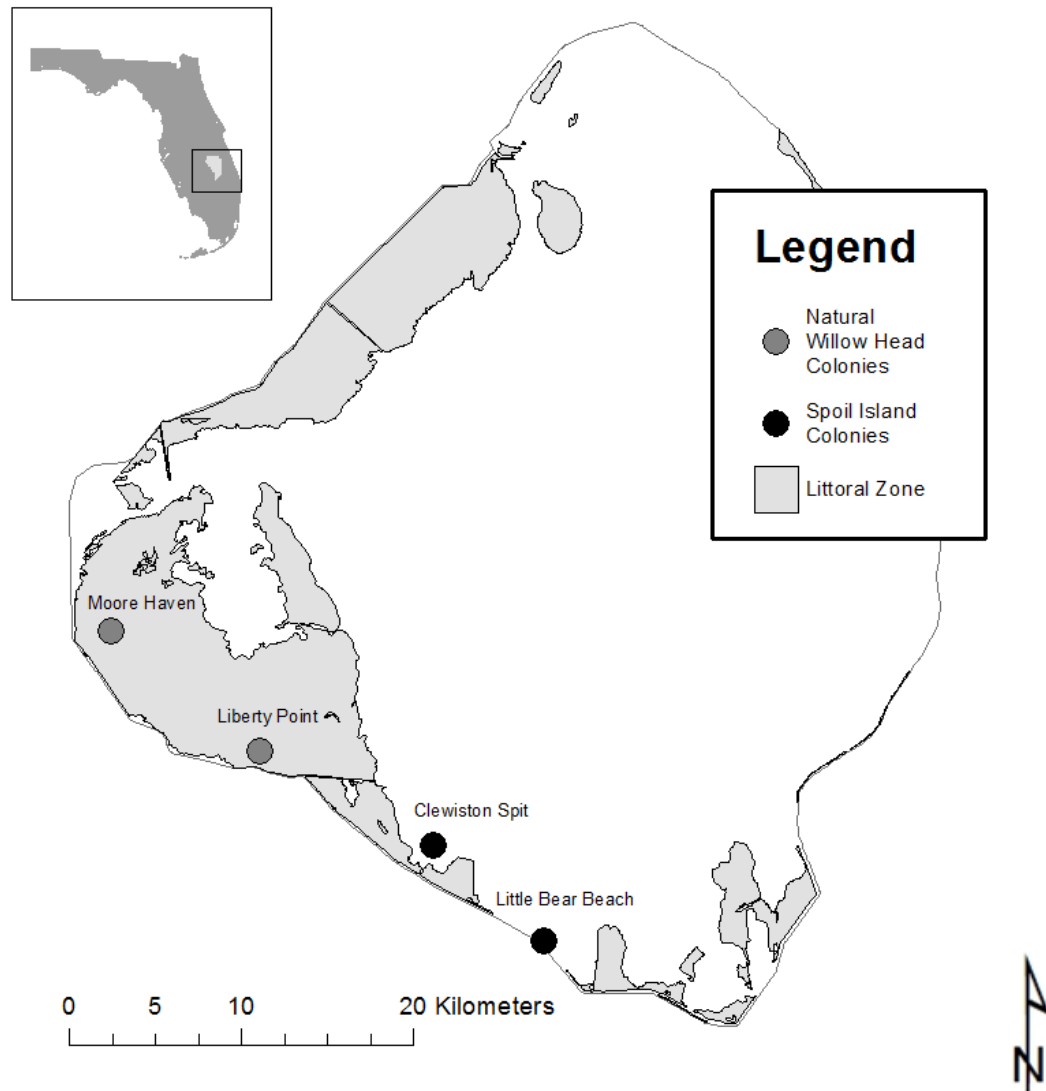 Legend
Natural
Willow Head
Colonies
Spoil Island
Colonies
Littoral Zone
Moore Haven
Liberty Point
Clewiston Spit
Little Bear Beach
0 5 10 20 Kilometers
N